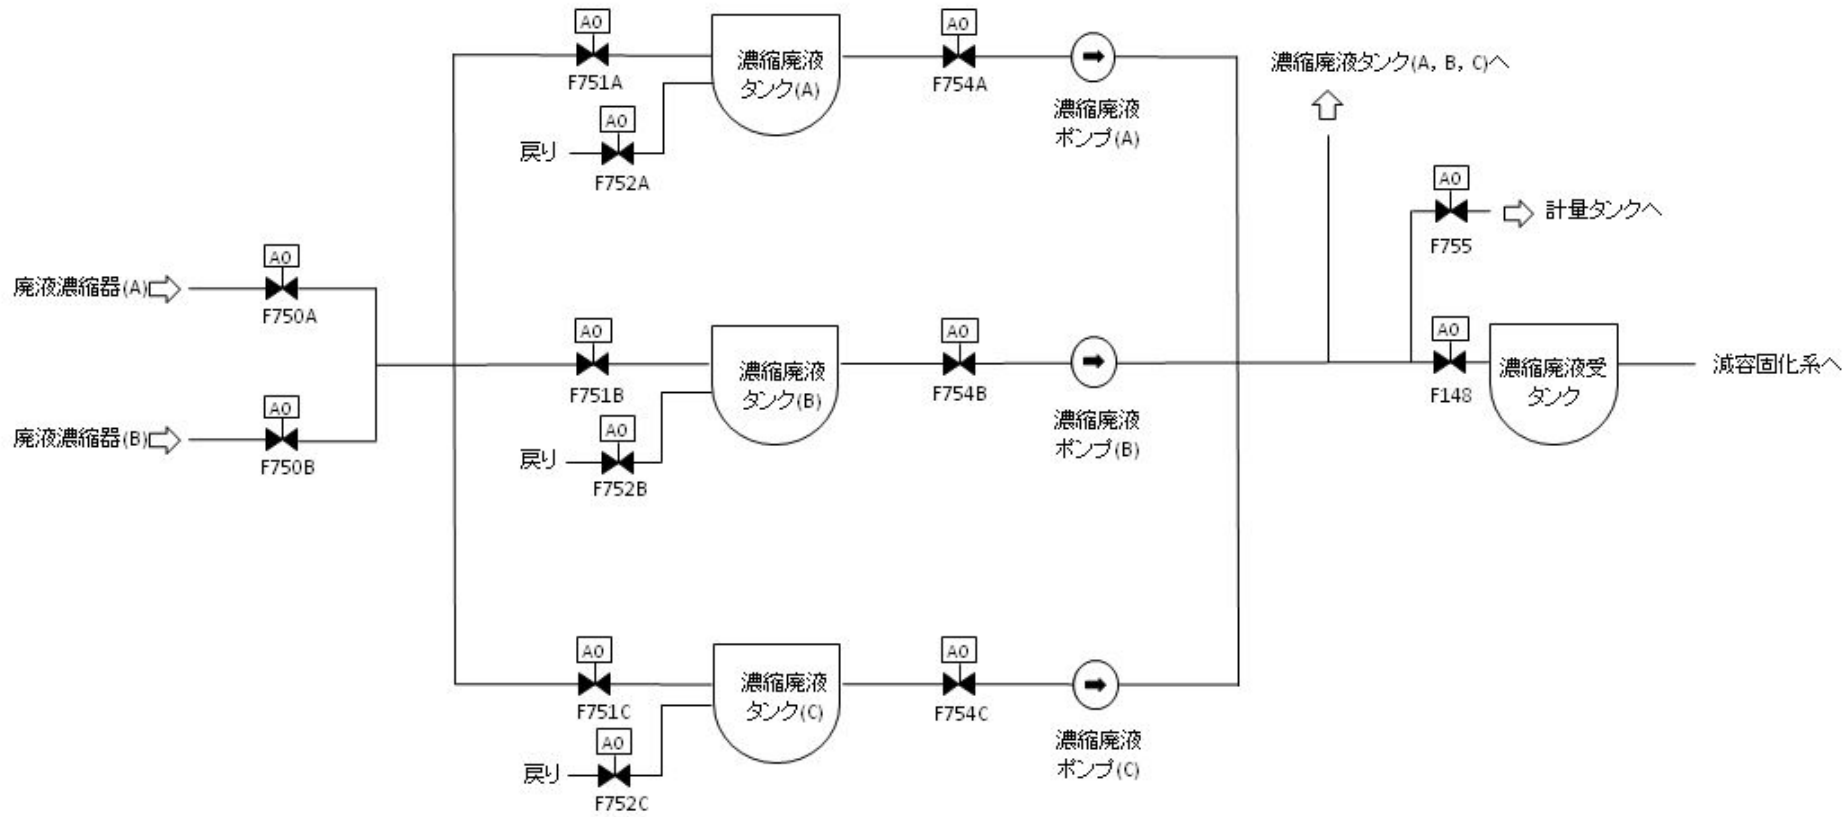 AO
F751A
濃縮廃液
タンク(A)
AO
F754A
濃縮廃液
ポンプ(A)
AO
戻り
F752A
濃縮廃液タンク(A, B, C)へ
AO
計量タンクへ
F755
廃液濃縮器(A)
AO
F750A
廃液濃縮器(B)
AO
F750B
AO
F751B
濃縮廃液
タンク(B)
AO
F754B
濃縮廃液
ポンプ(B)
AO
戻り
F752B
AO
F148
濃縮廃液受
タンク
減容固化系へ
AO
F751C
濃縮廃液
タンク(C)
AO
F754C
濃縮廃液
ポンプ(C)
AO
戻り
F752C